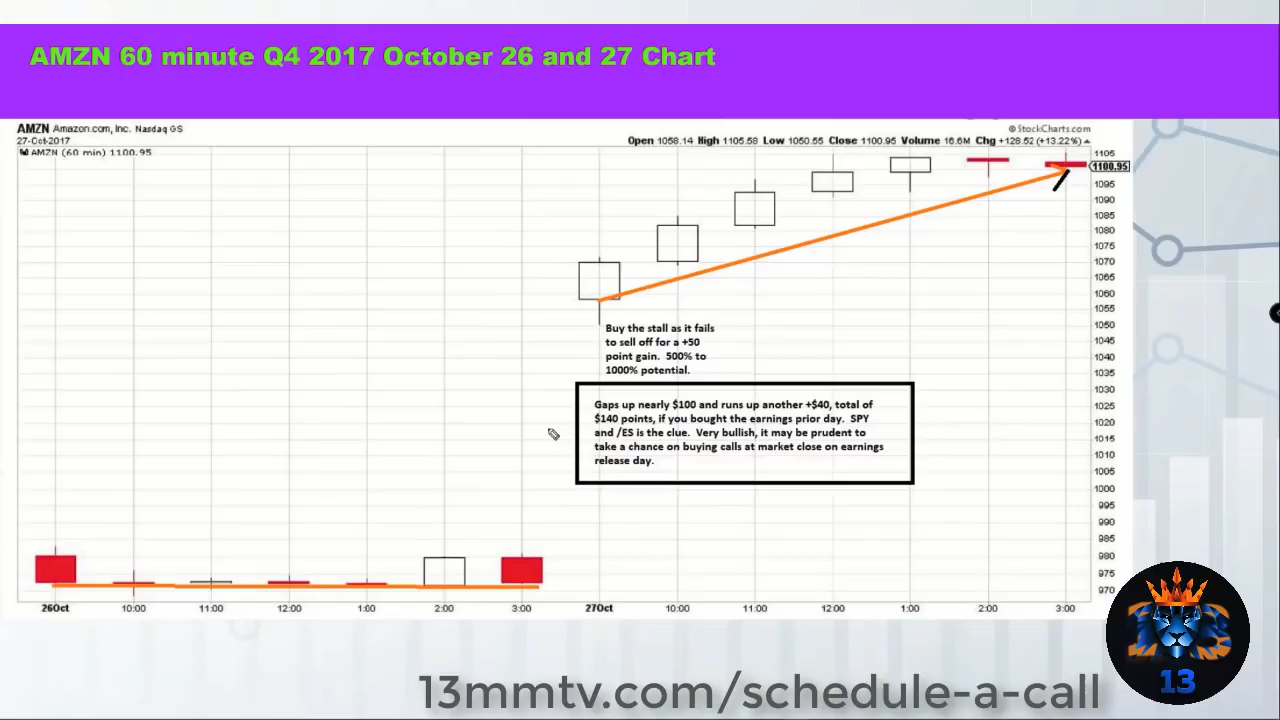 AMZN 60 minute Q4 2017 October 26 and 27 Chart
AMZN Amazon.com, Inc. Nasdaq GS
© StockCharts.com
27-Oct-2017
Open 1058.14 High 1105.58 Low 1050.55 Close 1100.95 Volume 16.6M Chg +128.52 (+13.22%)
AMZN (60 min) 1100.95
1105
1100.95
1095
1090
1085
1080
1075
1070
1065
1060
1055
1050
1045
1040
1035
1030
1025
1020
1015
1010
1005
1000
995
990
985
980
975
970
Buy the stall as it fails
to sell off for a +50
point gain. 500% to
1000% potential.
Gaps up nearly $100 and runs up another +$40, total of
$140 points, if you bought the earnings prior day. SPY
and /ES is the clue. Very bullish, it may be prudent to
take a chance on buying calls at market close on earnings
release day.
26Oct 10:00 11:00 12:00 1:00 2:00 3:00 27Oct 10:00 11:00 12:00 1:00 2:00 3:00
13
13
13mmtv.com/schedule-a-call